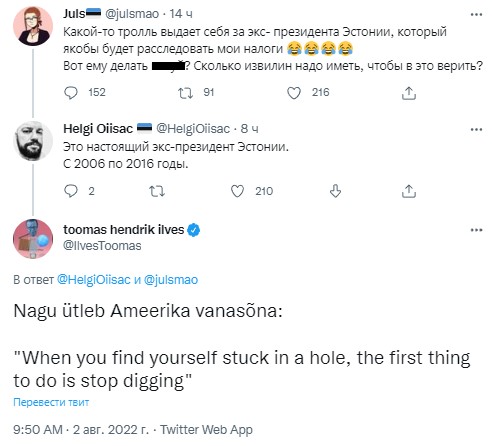 Juls @julsmao · 14 ч
Какой-то тролль выдает себя за экс- президента Эстонии, который
якобы будет расследовать мои налоги
Вот ему делать ? Сколько извилин надо иметь, чтобы в это верить?
152 91 216
Helgi Oiisac @HelgiOiisac · 8 ч
Это настоящий экс-президент Эстонии.
С 2006 по 2016 годы.
2 210
toomas hendrik ilves
@IlvesToomas
В ответ @HelgiOiisac и @julsmao
Nagu ütleb Ameerika vanasõna:
"When you find yourself stuck in a hole, the first thing
to do is stop digging"
Перевести твит
9:50 AM · 2 авг. 2022 г. · Twitter Web App